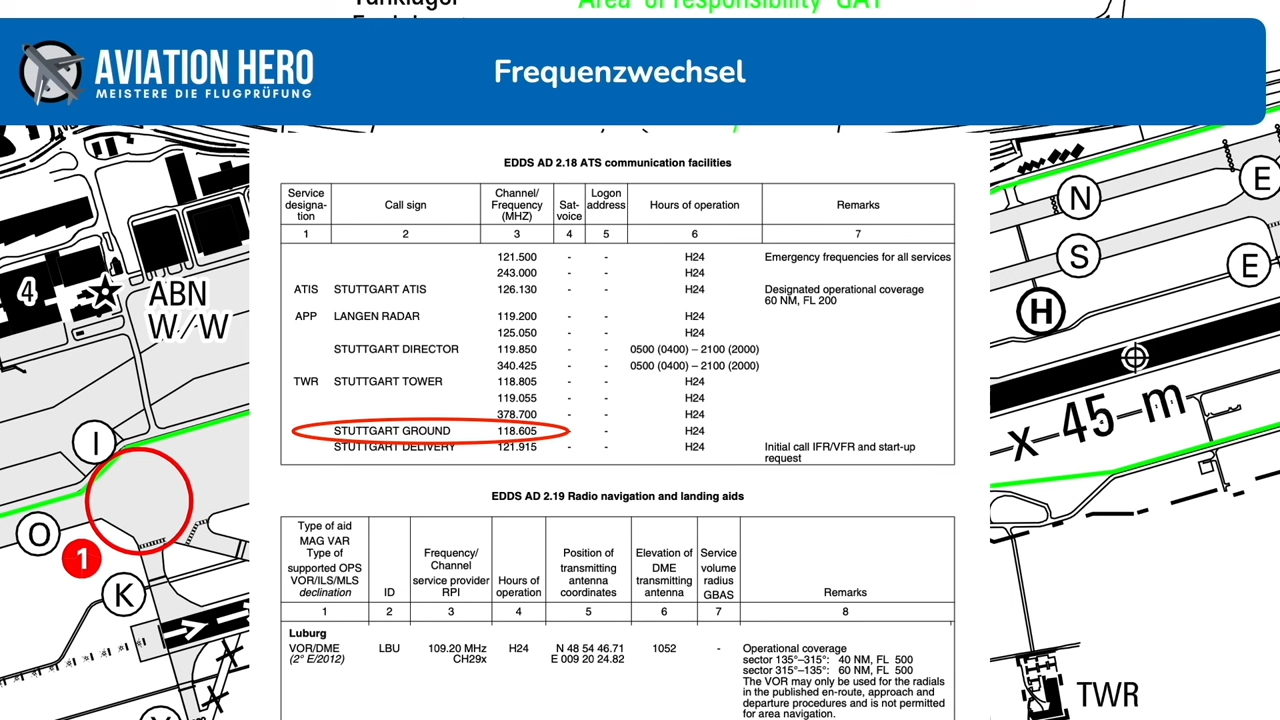 Area of responsibility GAT
AVIATION HERO
MEISTERE DIE FLUGPRÜFUNG
Frequenzwechsel
EDDS AD 2.18 ATS communication facilities
Service designa- tion Call sign Channel/ Frequency (MHZ) Sat- voice Logon address Hours of operation Remarks
1 2 3 4 5 6 7
121.500 - - H24 Emergency frequencies for all services
243.000 - - H24
ATIS STUTTGART ATIS 126.130 - - H24 Designated operational coverage
60 NM, FL 200
APP LANGEN RADAR 119.200 - - H24
125.050 - - H24
STUTTGART DIRECTOR 119.850 - - 0500 (0400) – 2100 (2000)
340.425 - - 0500 (0400) – 2100 (2000)
TWR STUTTGART TOWER 118.805 - - H24
119.055 - - H24
378.700 - - H24
STUTTGART GROUND 118.605 - - H24
STUTTGART DELIVERY 121.915 - - H24 Initial call IFR/VFR and start-up
request
EDDS AD 2.19 Radio navigation and landing aids
Type of aid MAG VAR Type of supported OPS VOR/ILS/MLS declination ID Frequency/ Channel service provider RPI Hours of operation Position of transmitting antenna coordinates Elevation of DME transmitting antenna Service volume radius GBAS Remarks
1 2 3 4 5 6 7 8
Luburg
VOR/DME LBU 109.20 MHz H24 N 48 54 46.71 1052 - Operational coverage
(2° E/2012) CH29x E 009 20 24.82 sector 135°–315°: 40 NM, FL 500
sector 315°–135°: 60 NM, FL 500
The VOR may only be used for the radials
in the published en-route, approach and
departure procedures and is not permitted
for area navigation.
4
ABN
W/W
I
O
1
K
N
E
S
E
H
x 45 m
TWR